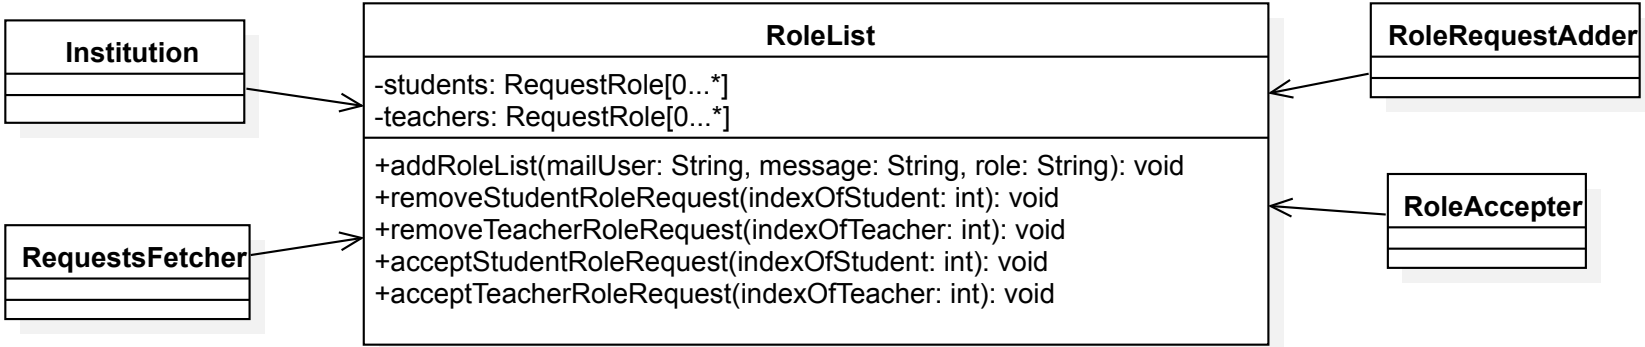 Institution
RoleList
-students: RequestRole[0...*]
-teachers: RequestRole[0...*]
+addRoleList(mailUser: String, message: String, role: String): void
+removeStudentRoleRequest(indexOfStudent: int): void
+removeTeacherRoleRequest(indexOfTeacher: int): void
+acceptStudentRoleRequest(indexOfStudent: int): void
+acceptTeacherRoleRequest(indexOfTeacher: int): void
RoleRequestAdder
RequestsFetcher
RoleAccepter